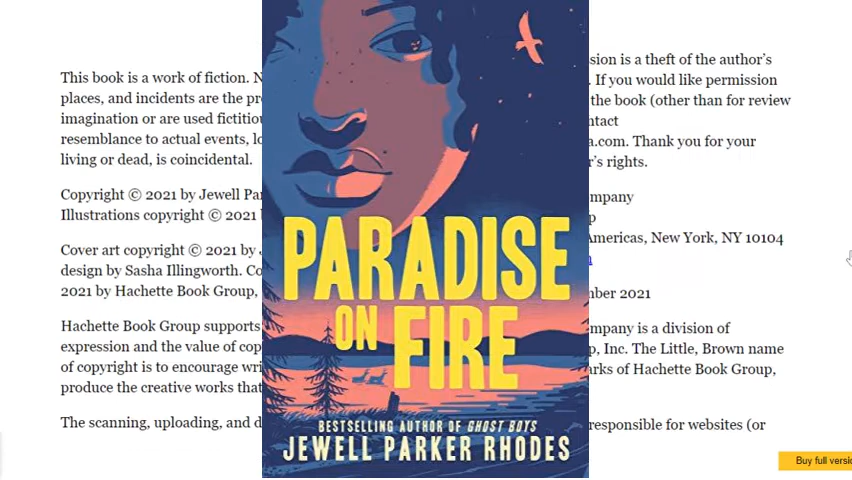 This book is a work of fiction. N
places, and incidents are the pr
imagination or are used fictitio
resemblance to actual events, lo
living or dead, is coincidental.
Copyright © 2021 by Jewell Par
Illustrations copyright © 2021
Cover art copyright © 2021 by
design by Sasha Illingworth. Co
2021 by Hachette Book Group,
Hachette Book Group supports
expression and the value of cop
of copyright is to encourage wri
produce the creative works that
The scanning, uploading, and d
PARADISE
ON
FIRE
BESTSELLING AUTHOR OF GHOST BOYS
JEWELL PARKER RHODES
ssion is a theft of the author's
. If you would like permission
the book (other than for review
ntact
a.com. Thank you for your
r's rights.
ompany
p
Americas, New York, NY 10104
n
mber 2021
ompany is a division of
p, Inc. The Little, Brown name
arks of Hachette Book Group,
responsible for websites (or
Buy full versio